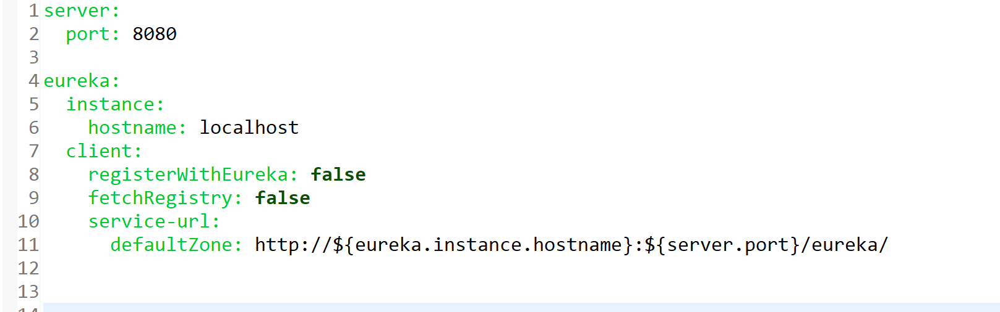 1 server:
2   port: 8080
3
4 eureka:
5   instance:
6     hostname: localhost
7   client:
8     registerWithEureka: false
9     fetchRegistry: false
10     service-url:
11       defaultZone: http://${eureka.instance.hostname}:${server.port}/eureka/
12
13
14